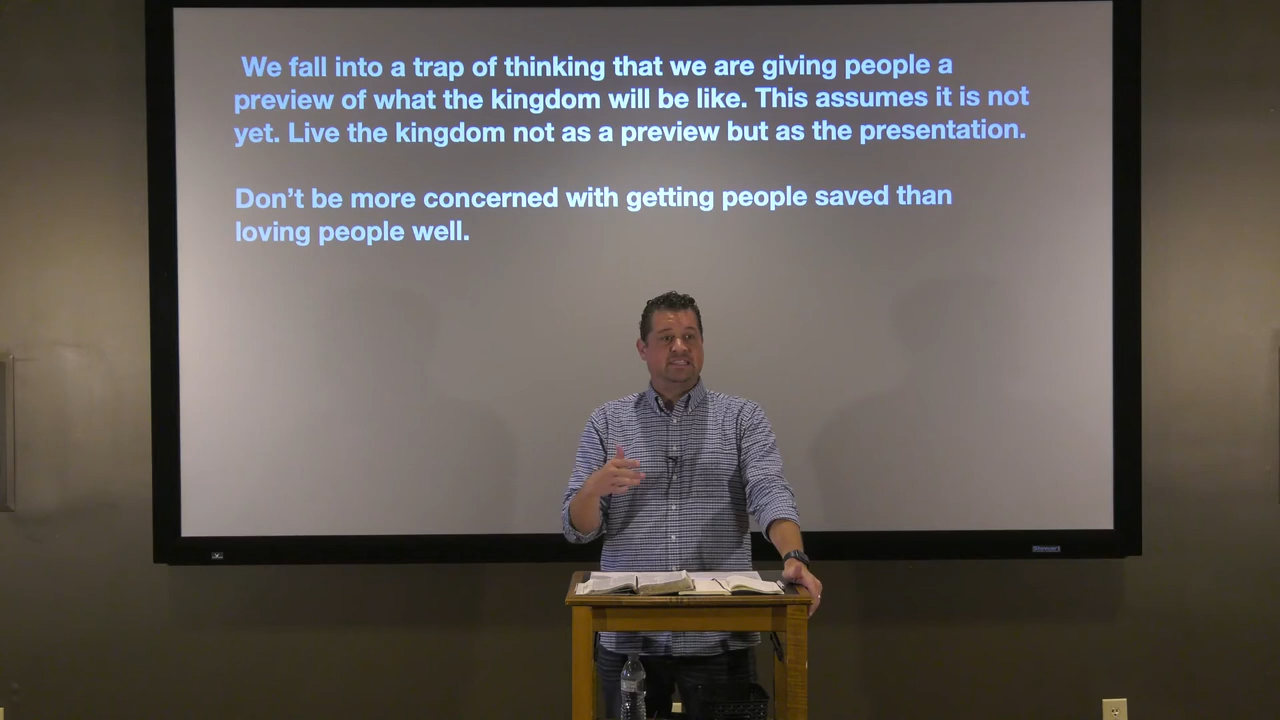 We fall into a trap of thinking that we are giving people a
preview of what the kingdom will be like. This assumes it is not
yet. Live the kingdom not as a preview but as the presentation.
Don’t be more concerned with getting people saved than
loving people well.